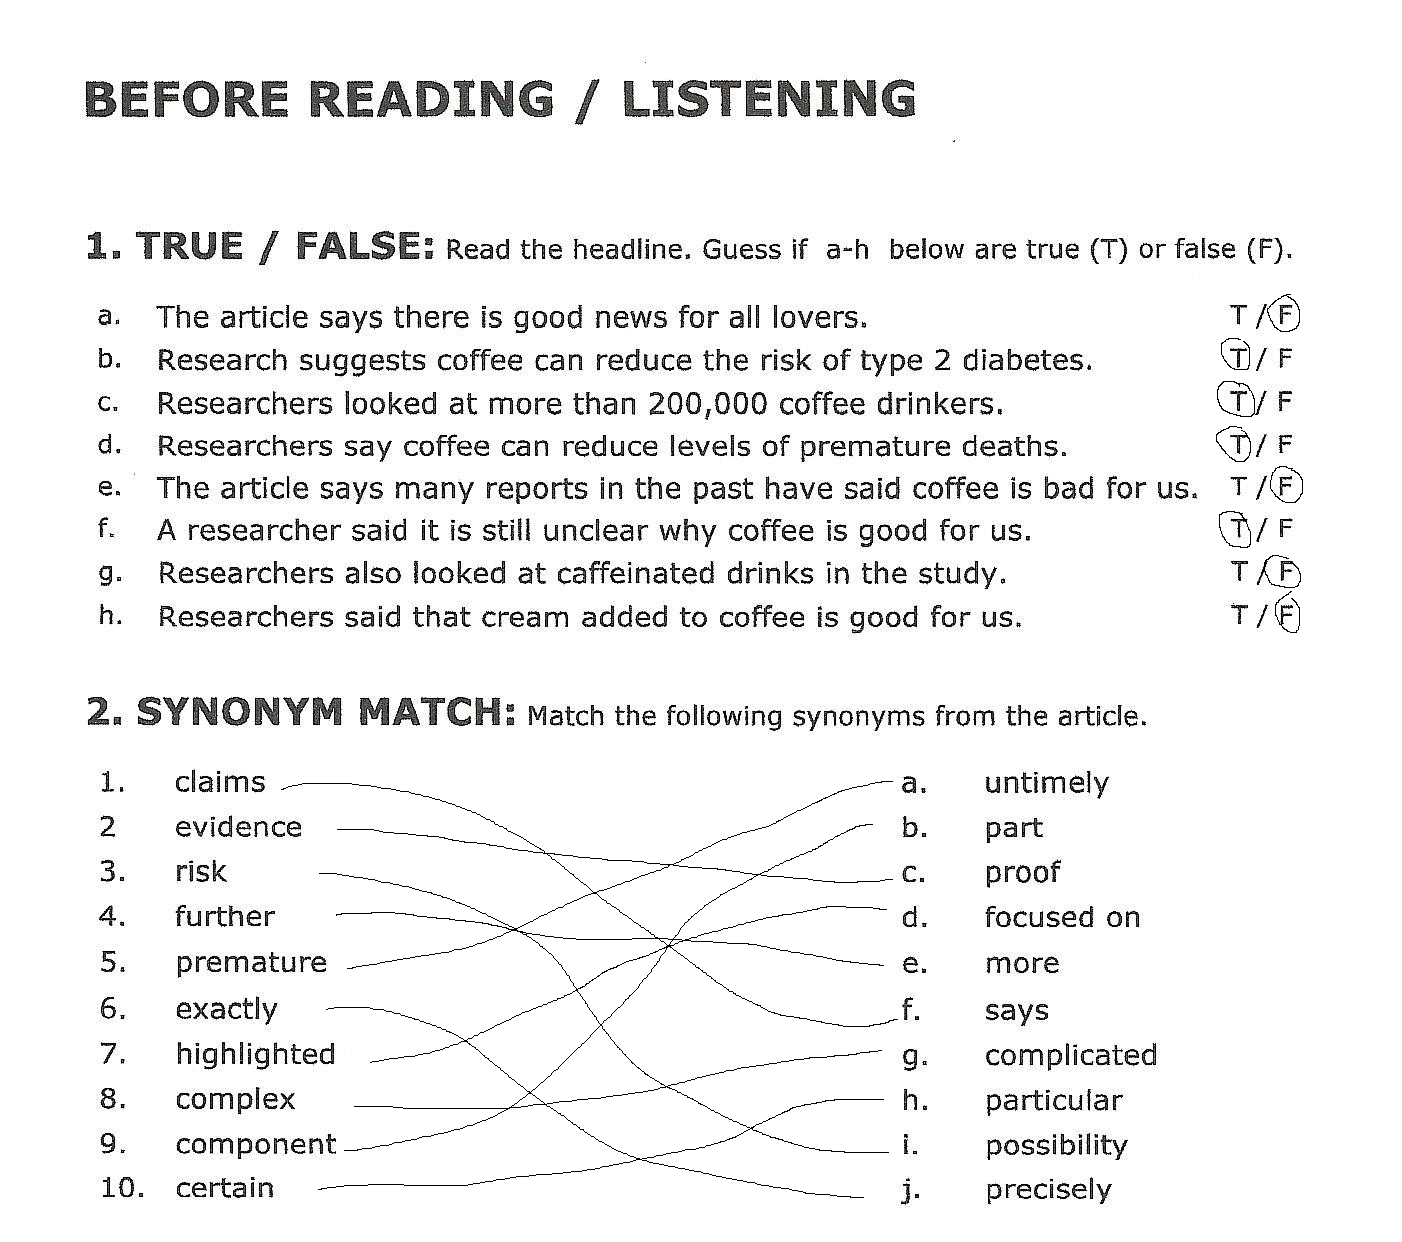 BEFORE READING / LISTENING
1. TRUE / FALSE: Read the headline. Guess if a-h below are true (T) or false (F).
a. The article says there is good news for all lovers. T / F
b. Research suggests coffee can reduce the risk of type 2 diabetes. T / F
c. Researchers looked at more than 200,000 coffee drinkers. T / F
d. Researchers say coffee can reduce levels of premature deaths. T / F
e. The article says many reports in the past have said coffee is bad for us. T / F
f. A researcher said it is still unclear why coffee is good for us. T / F
g. Researchers also looked at caffeinated drinks in the study. T / F
h. Researchers said that cream added to coffee is good for us. T / F
2. SYNONYM MATCH: Match the following synonyms from the article.
1. claims a. untimely
2 evidence b. part
3. risk c. proof
4. further d. focused on
5. premature e. more
6. exactly f. says
7. highlighted g. complicated
8. complex h. particular
9. component i. possibility
10. certain j. precisely